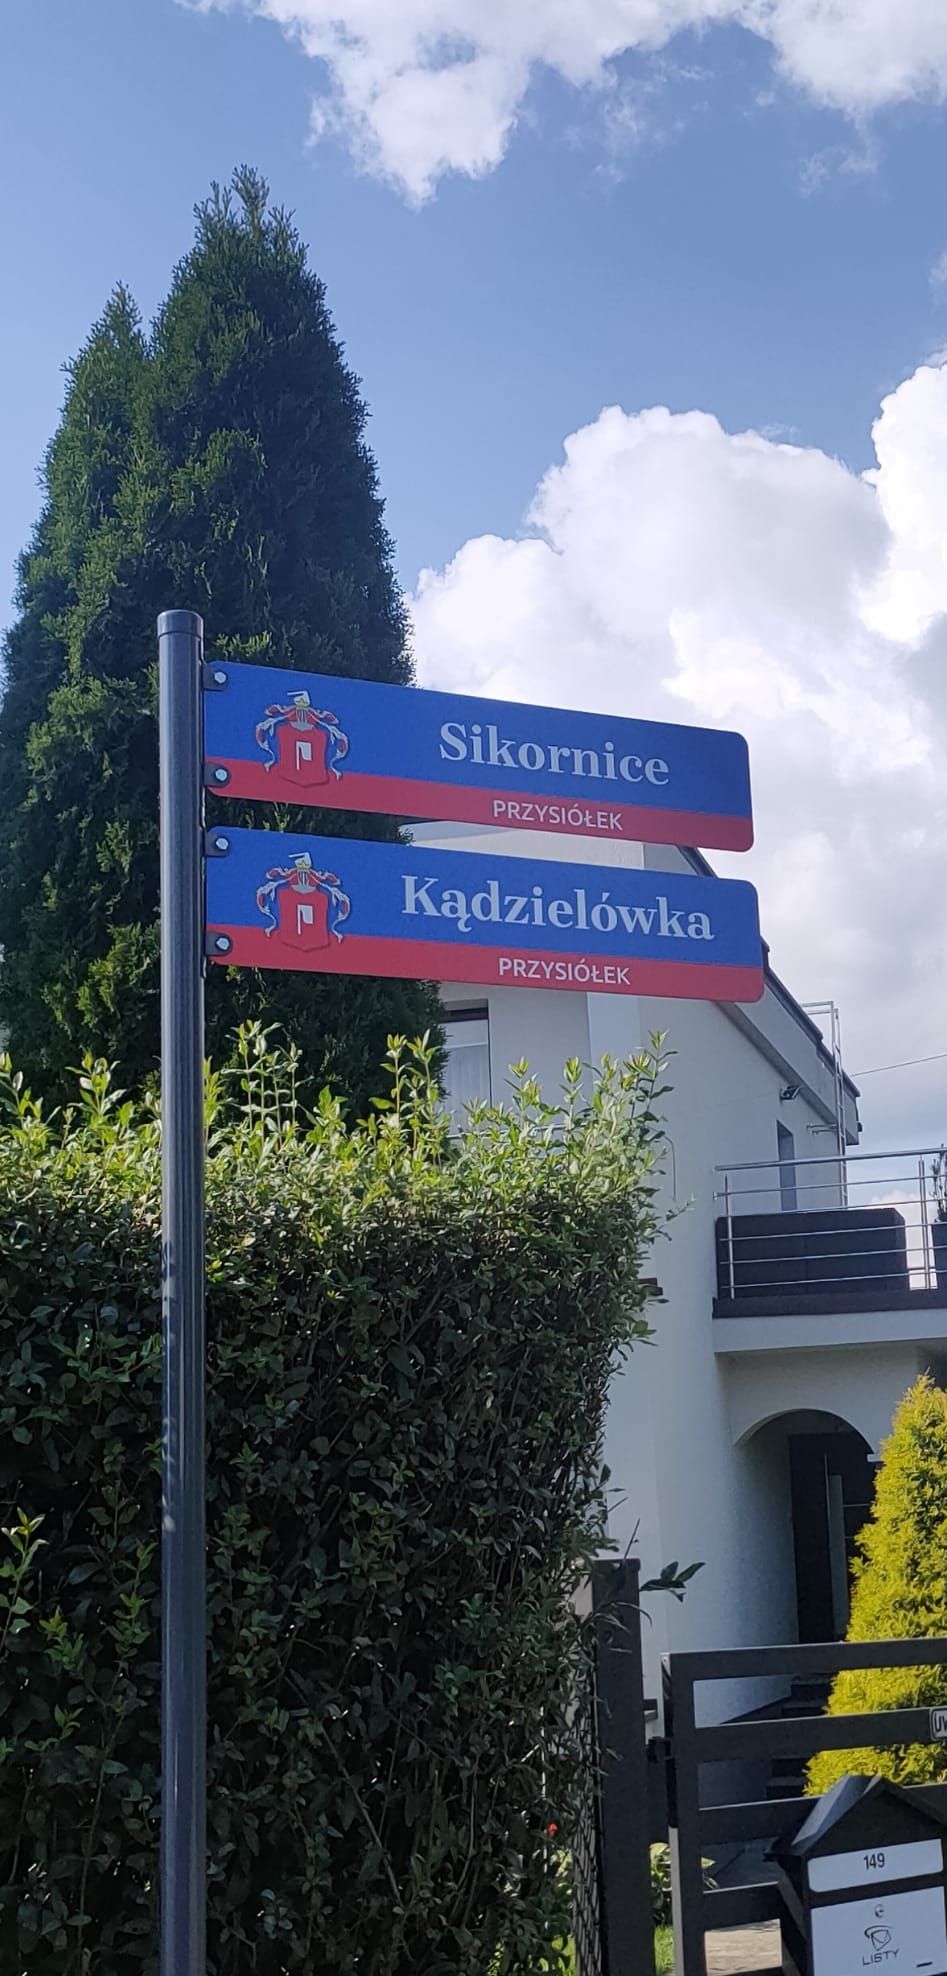 Sikornice
PRZYSIÓŁEK
Kądzielówka
PRZYSIÓŁEK
149
LISTY